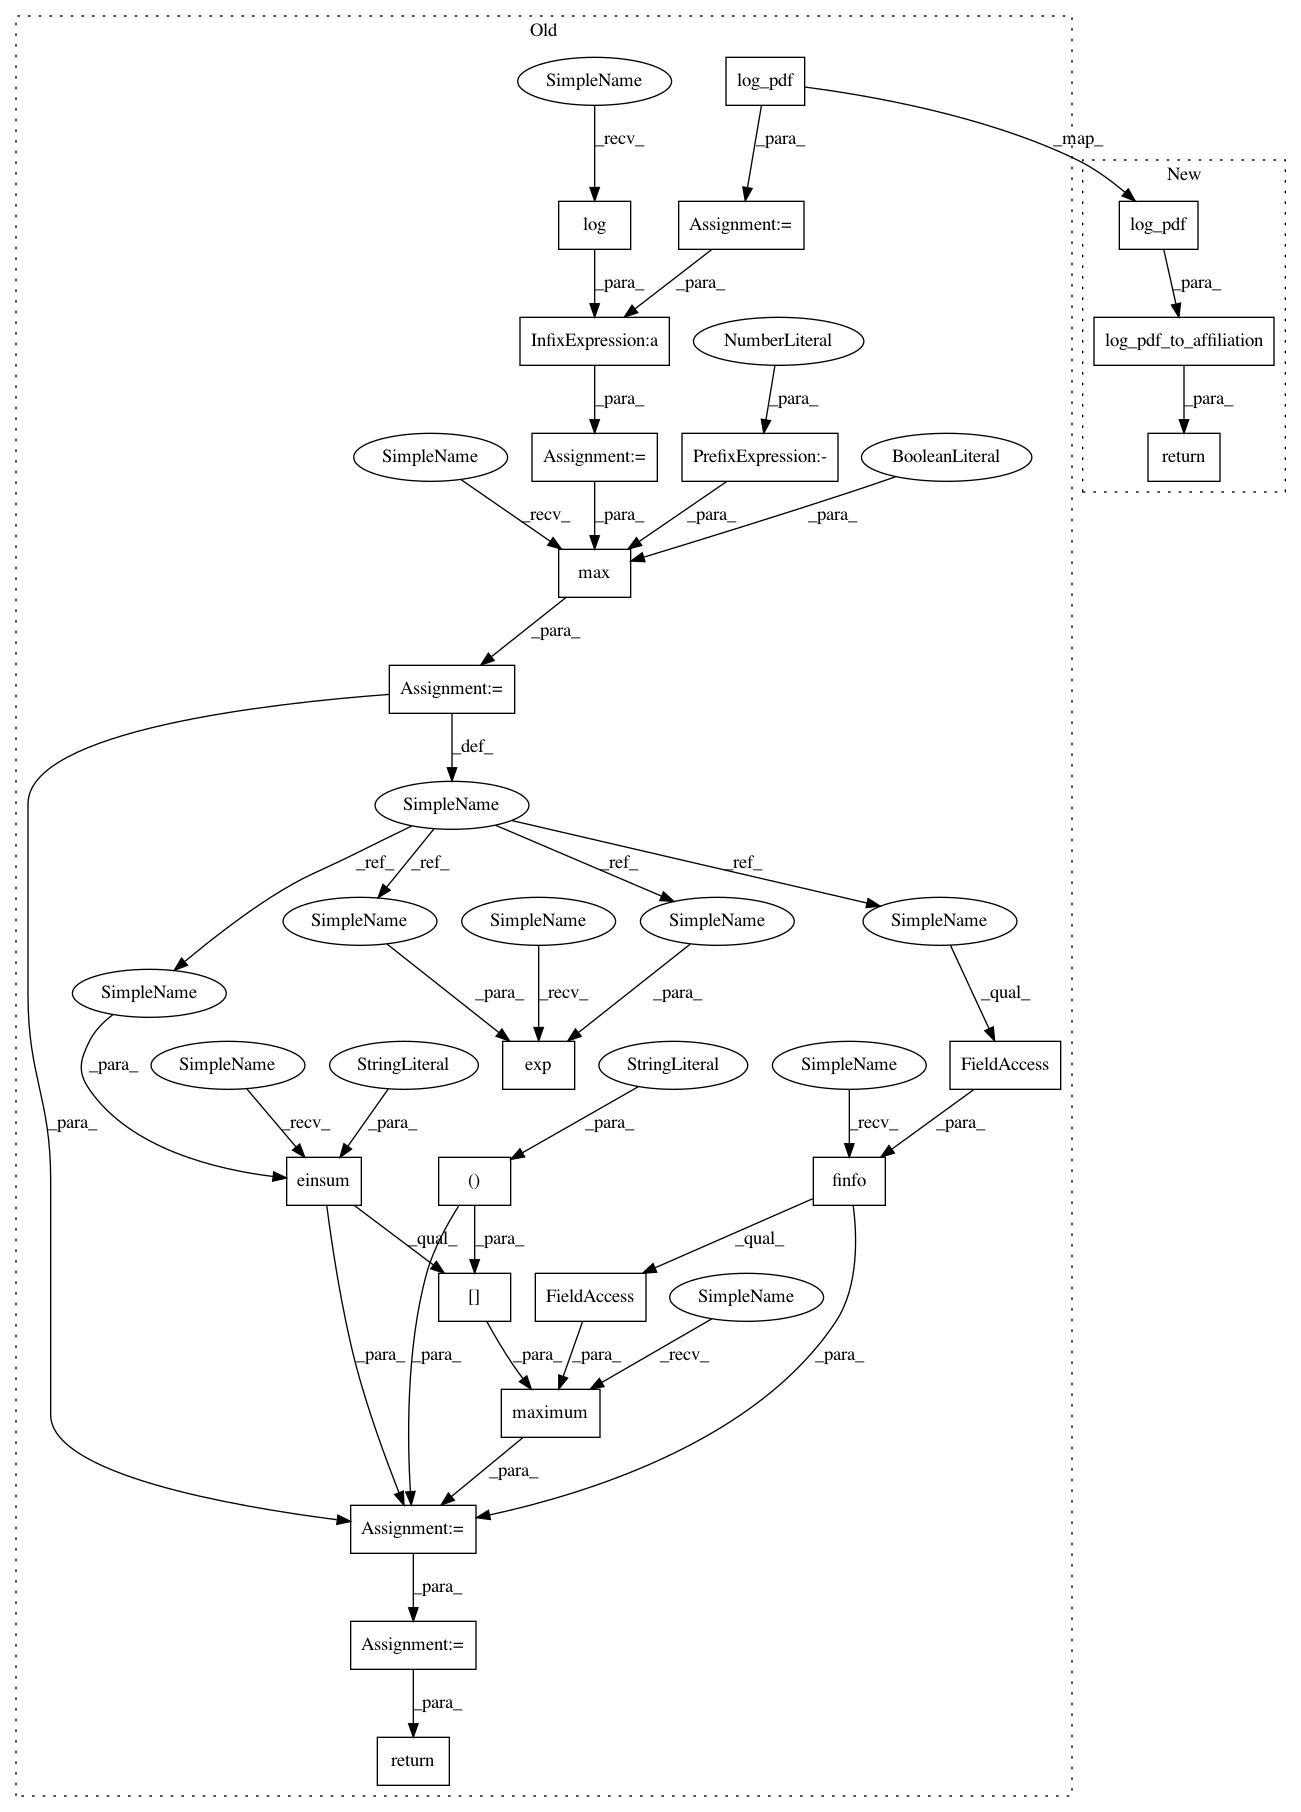 Old
SimpleName
log_pdf
_recv_
_para_
_map_
New
log
Assignment:=
log_pdf
_para_
_para_
_para_
InfixExpression:a
NumberLiteral
log_pdf_to_affiliation
_para_
_para_
_para_
SimpleName
Assignment:=
PrefixExpression:-
BooleanLiteral
return
_recv_
_para_
_para_
_para_
max
_para_
Assignment:=
_def_
SimpleName
_ref_
_ref_
_ref_
_ref_
SimpleName
SimpleName
SimpleName
SimpleName
SimpleName
_para_
_recv_
_para_
_qual_
SimpleName
StringLiteral
exp
StringLiteral
SimpleName
FieldAccess
_para_
_para_
_recv_
_para_
_para_
_recv_
_para_
einsum
()
finfo
_qual_
_para_
_qual_
[]
FieldAccess
SimpleName
_para_
_para_
_para_
_para_
_recv_
_para_
maximum
_para_
Assignment:=
_para_
Assignment:=
_para_
return